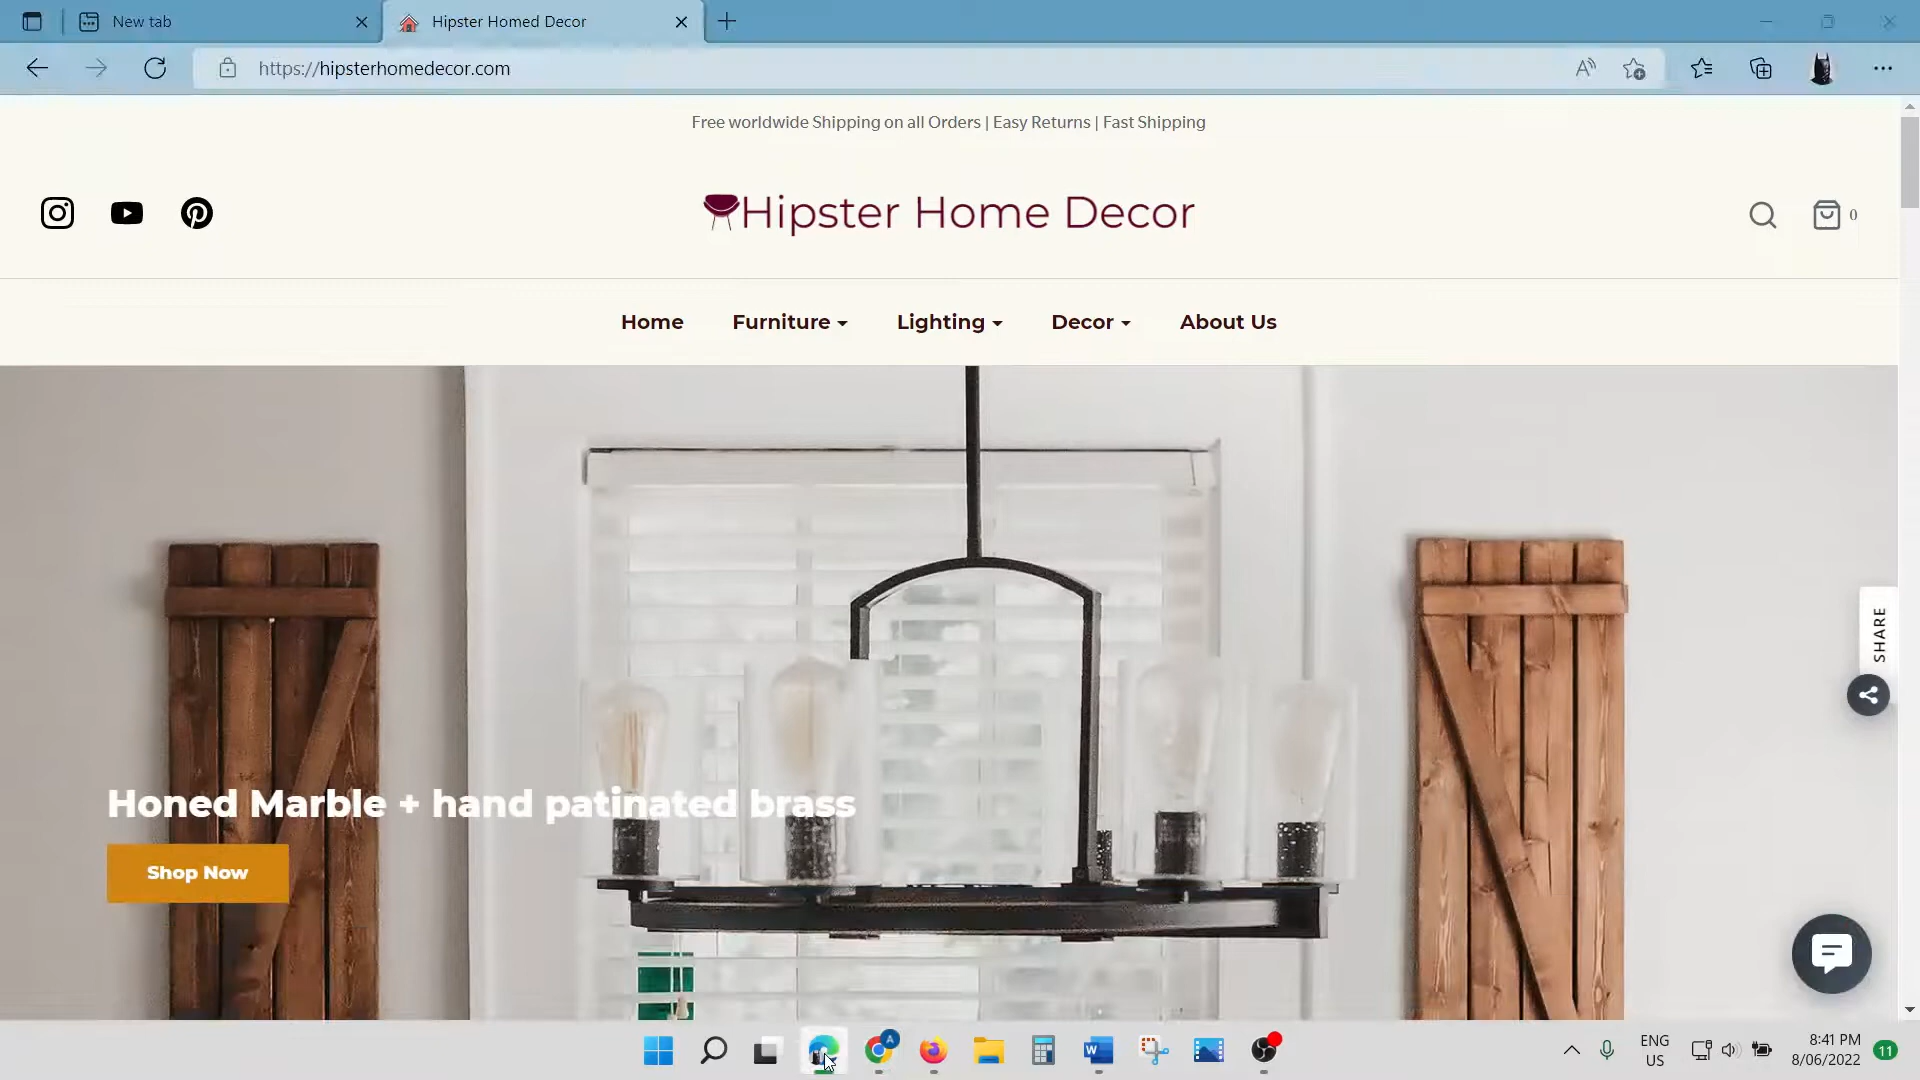 New tab
Hipster Homed Decor
https://hipsterhomedecor.com
Free worldwide Shipping on all Orders | Easy Returns | Fast Shipping
Hipster Home Decor
0
Home
Furniture
Lighting
Decor
About Us
Honed Marble + hand patinated brass
Shop Now
SHARE
A
W
ENG
US
8:41 PM
8/06/2022
11